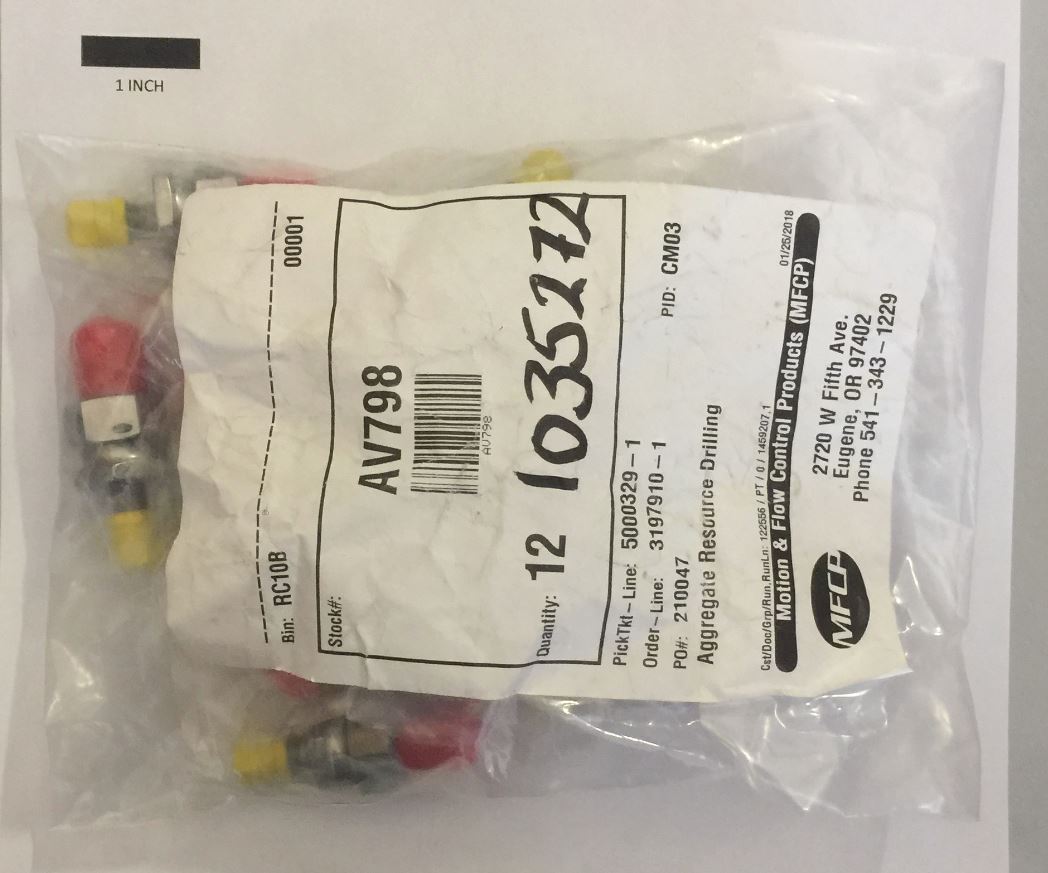 1 INCH
Bin: RC10B 00001
Stock#:
AV798
AV798
Quantity: 12 1035272
PickTkt-Line: 5000329-1
Order-Line: 3197910-1 PID: CM03
PO#: 210047
Aggregate Resource Drilling
Cst/Doc/Grp/Run.RunLn: 122556 / PT / 0 / 1459207.1 01/26/2018
Motion & Flow Control Products (MFCP)
MFCP
2720 W Fifth Ave.
Eugene, OR 97402
Phone 541-343-1229